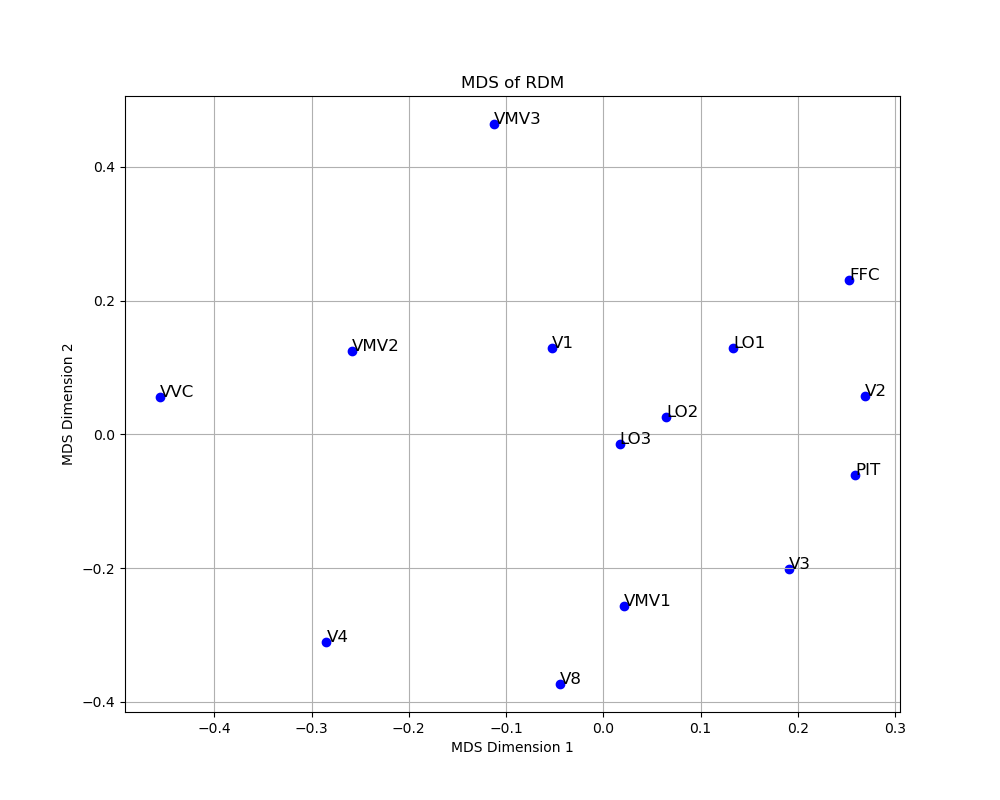 MDS of RDM
VMV3
0.4
FFC
0.2
VMV2
V1
LO1
VVC
V2
LO2
MDS Dimension 2
0.0
LO3
PIT
−0.2
V3
VMV1
V4
V8
−0.4
−0.4 −0.3 −0.2 −0.1 0.0 0.1 0.2 0.3
MDS Dimension 1